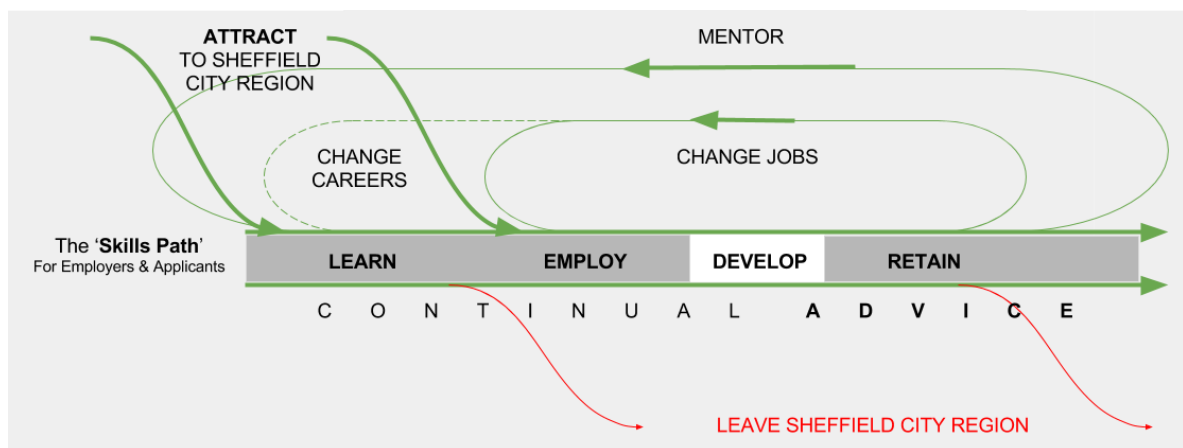 ATTRACT
TO SHEFFIELD
CITY REGION
MENTOR
CHANGE
CAREERS
CHANGE JOBS
The ‘Skills Path’
For Employers & Applicants
LEARN
EMPLOY
DEVELOP
RETAIN
C O N T I N U A L A D V I C E
LEAVE SHEFFIELD CITY REGION